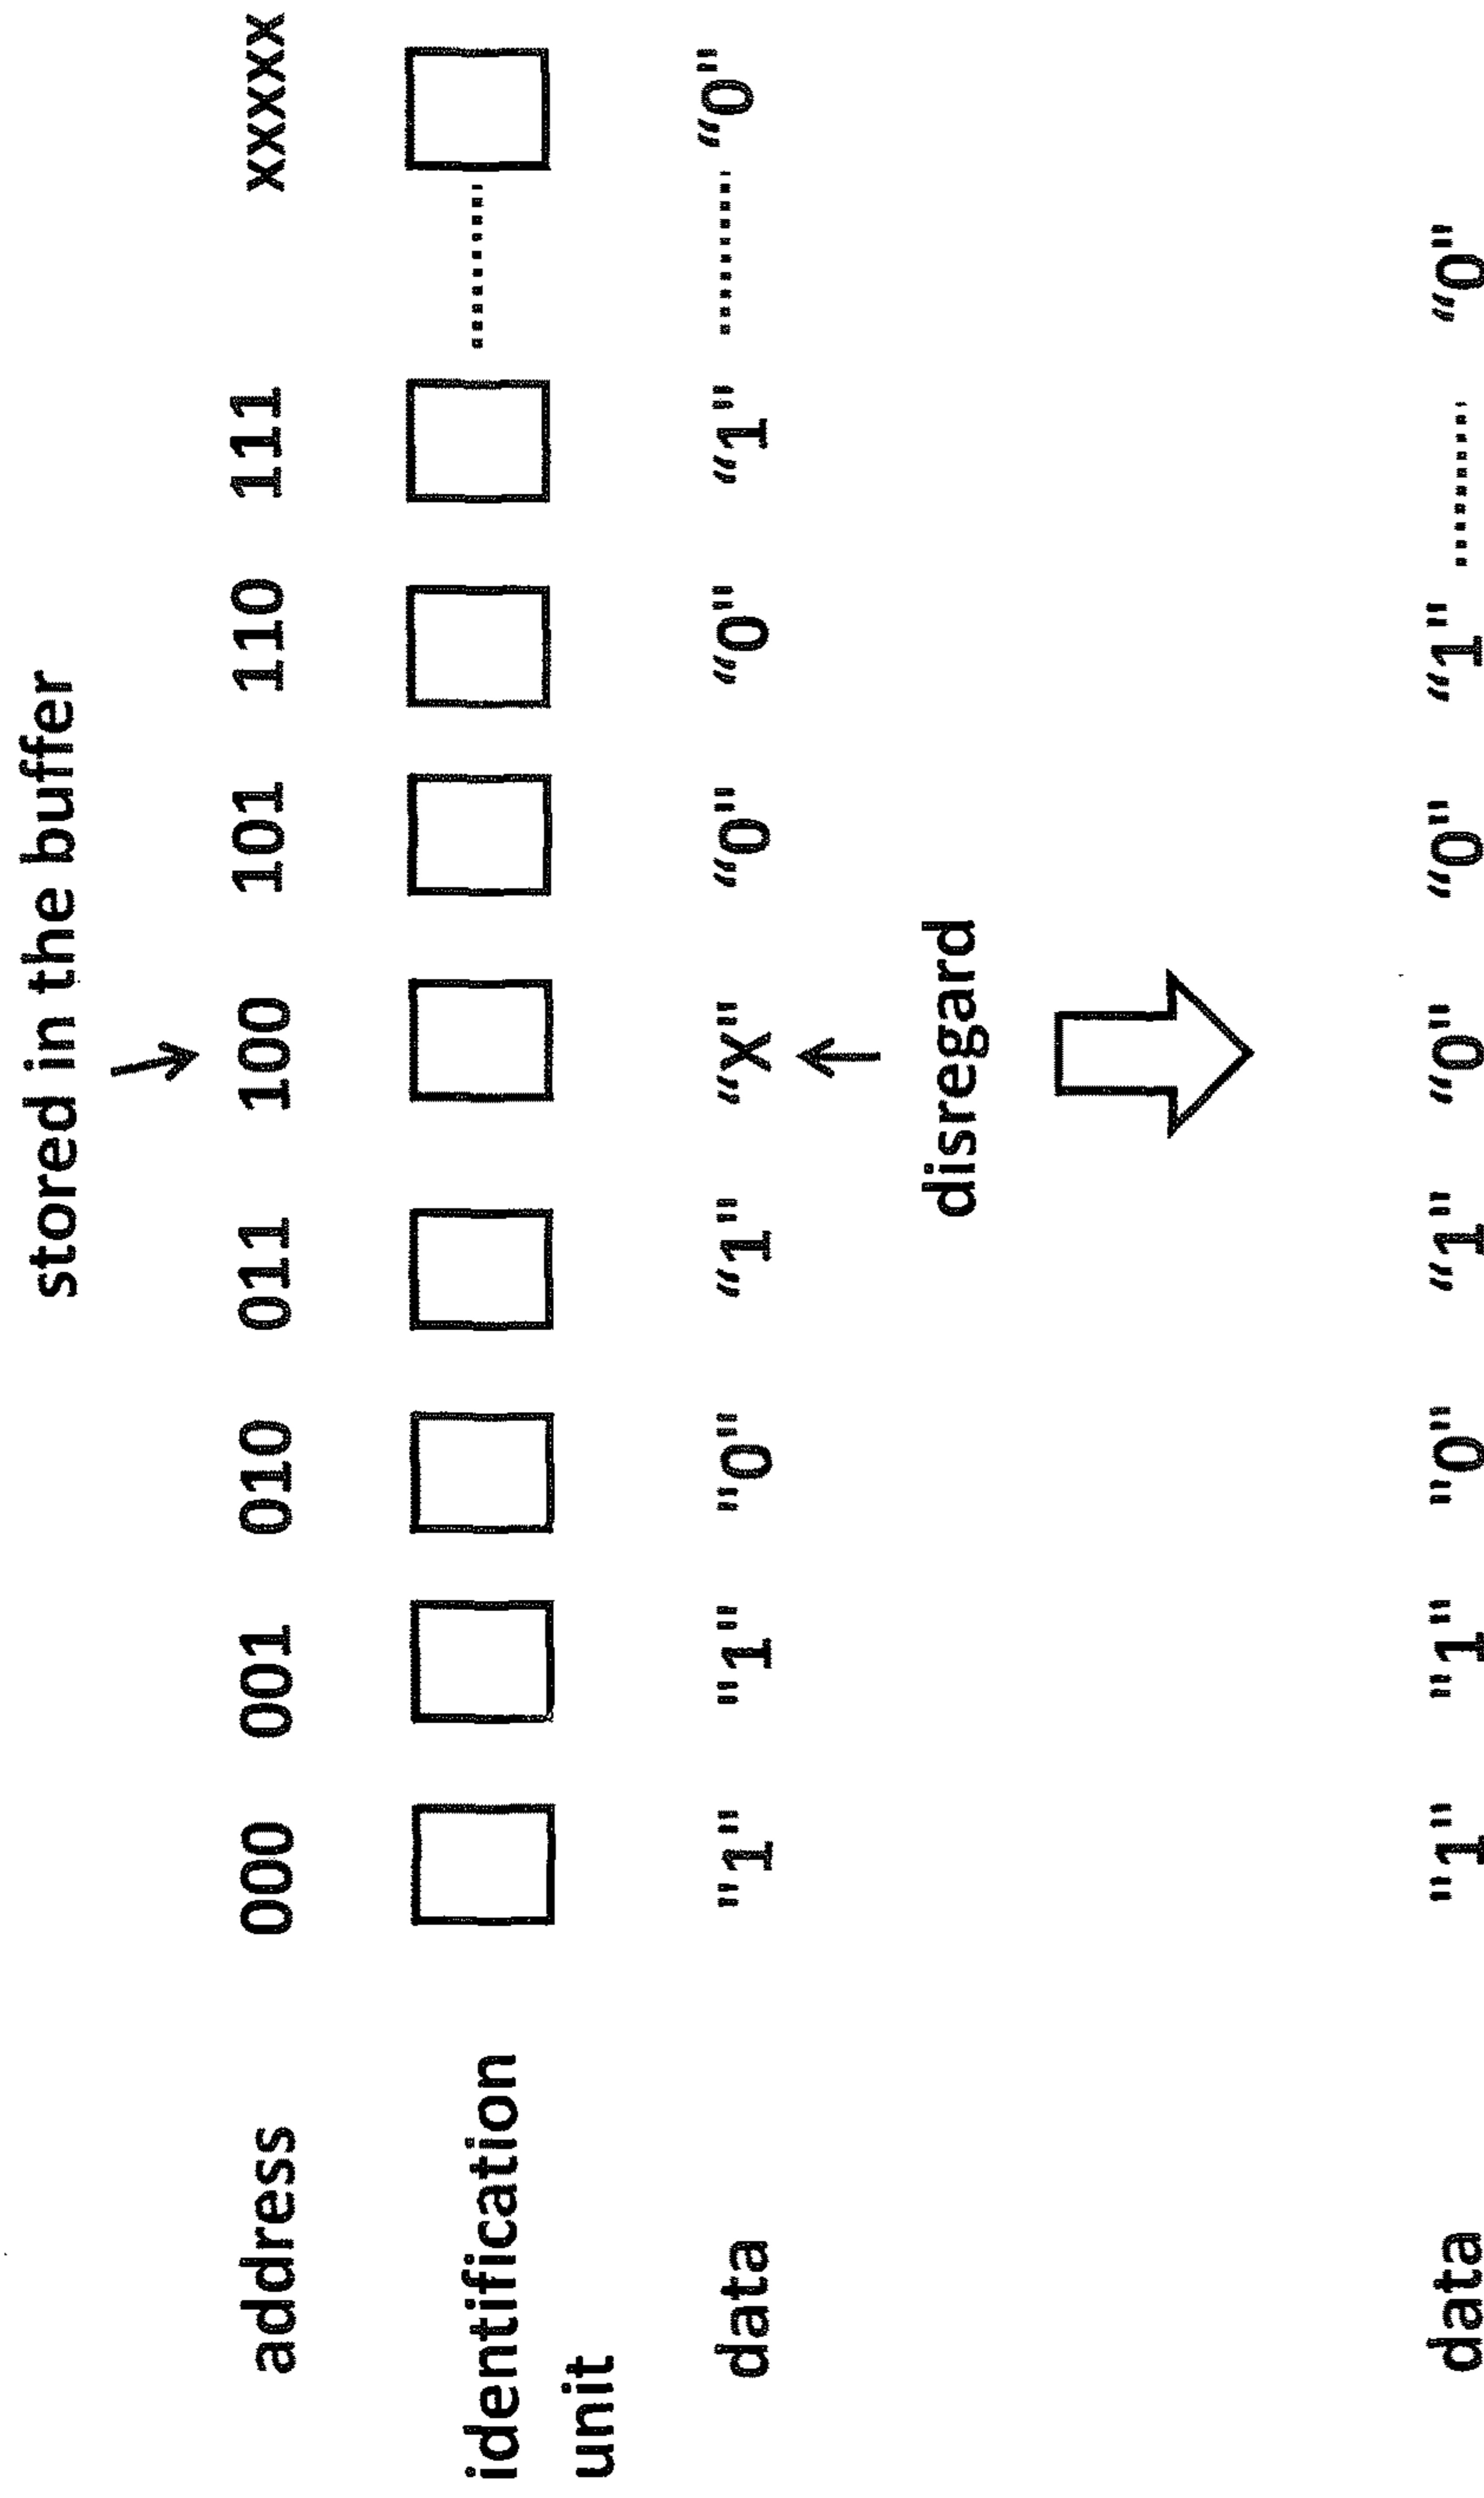 stored in the buffer
address 000 001 010 011 100 101 110 111 xxxxx
identification
unit
data "1" "1" "0" “1" “X" “0" “0" “1" “0"
disregard
data "1" "1" "0" “1" “0" “0" “1" “0"